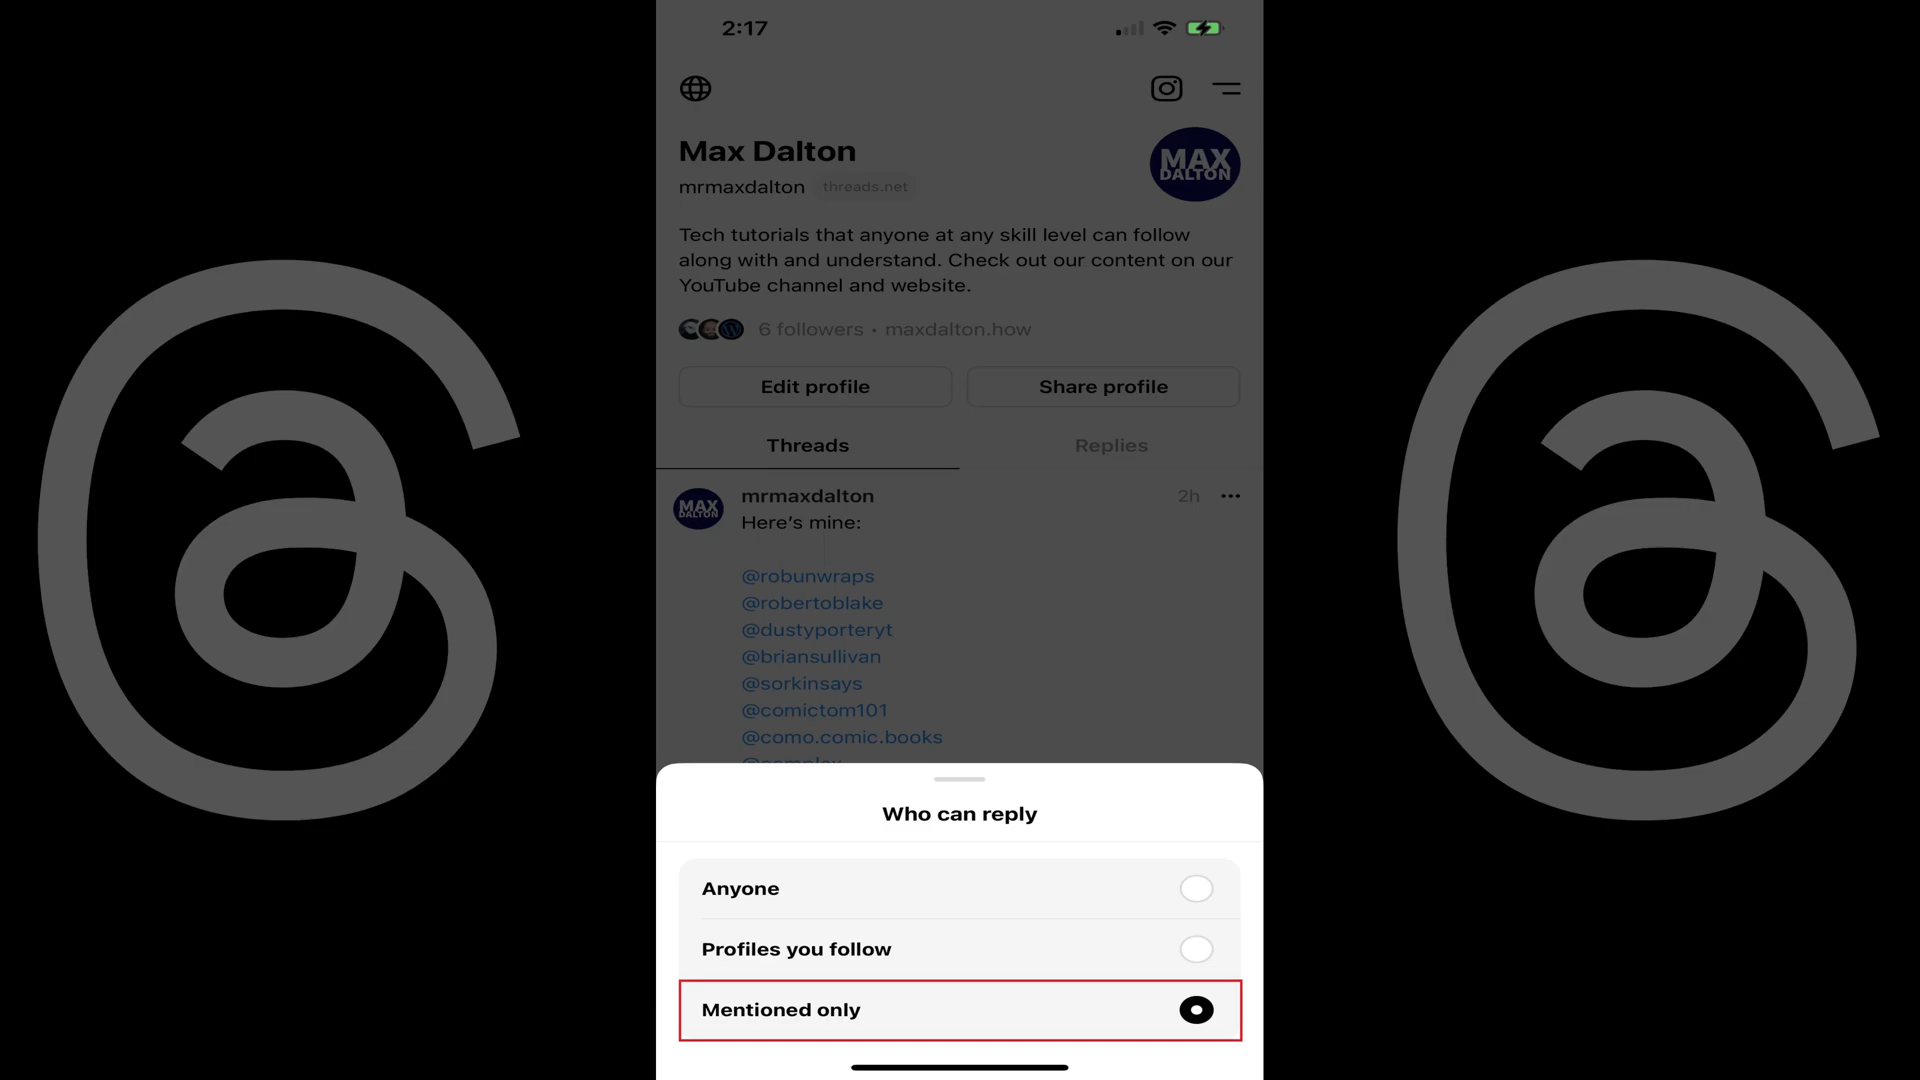 2:17
Max Dalton
mrmaxdalton threads.net
MAX
DALTON
Tech tutorials that anyone at any skill level can follow
along with and understand. Check out our content on our
YouTube channel and website.
6 followers • maxdalton.how
Edit profile Share profile
Threads Replies
MAX
DALTON
mrmaxdalton 2h
Here’s mine:
@robunwraps
@robertoblake
@dustyporteryt
@briansullivan
@sorkinsays
@comictom101
@como.comic.books
Who can reply
Anyone
Profiles you follow
Mentioned only